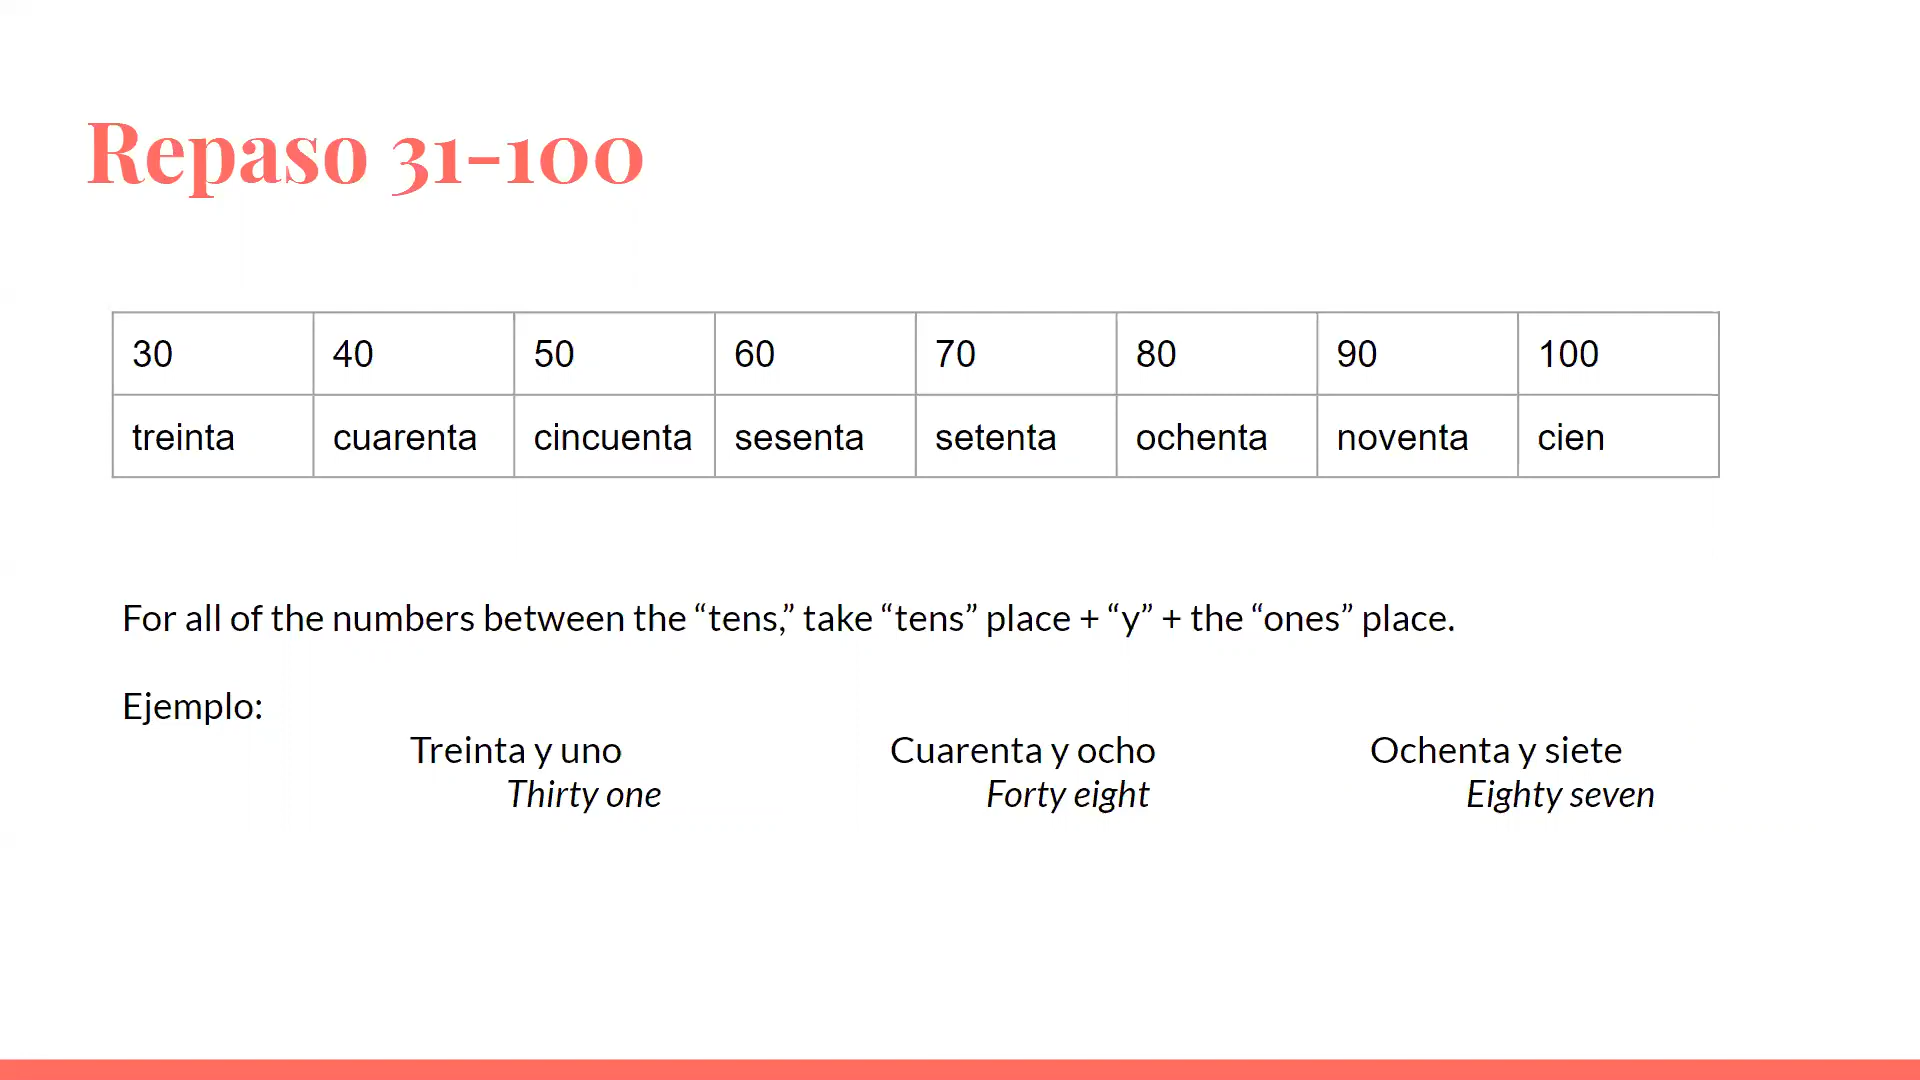 Repaso 31-100
30 40 50 60 70 80 90 100
treinta cuarenta cincuenta sesenta setenta ochenta noventa cien
For all of the numbers between the “tens,” take “tens” place + “y” + the “ones” place.
Ejemplo:
Treinta y uno Cuarenta y ocho Ochenta y siete
Thirty one Forty eight Eighty seven